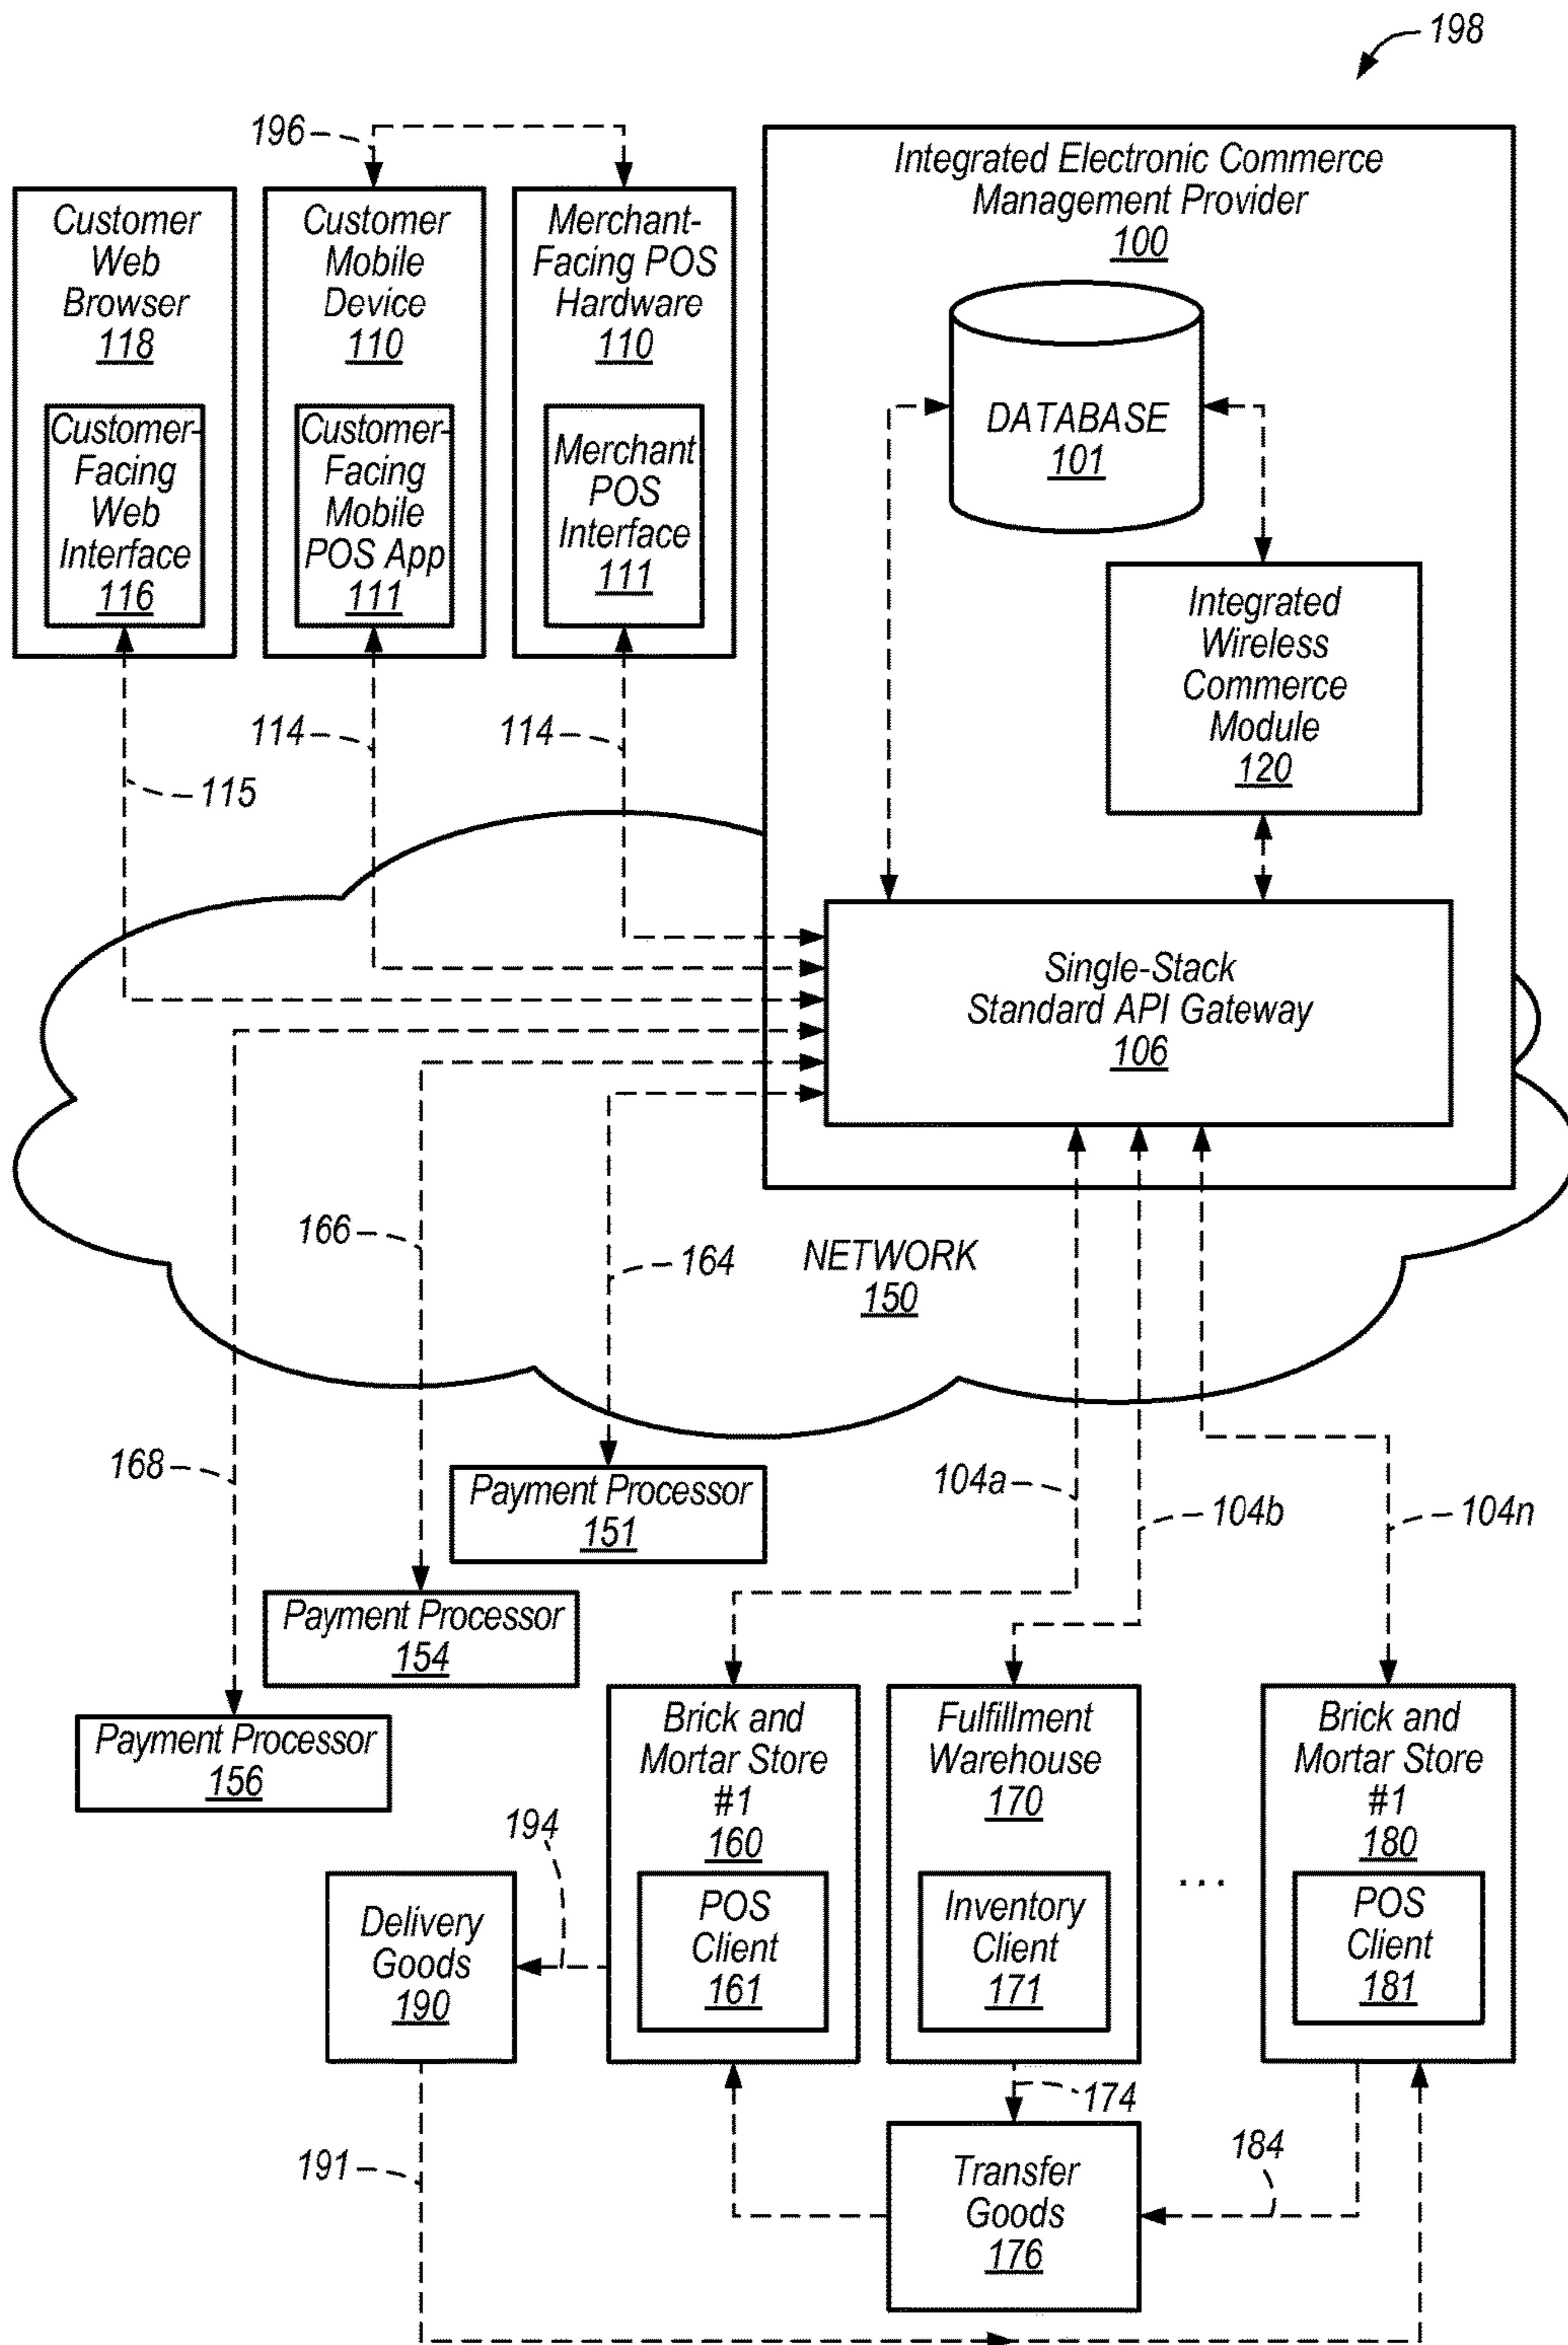 198
196
Customer
Web
Browser
118
Customer-
Facing
Web
Interface
116
Customer
Mobile
Device
110
Customer-
Facing
Mobile
POS App
111
Merchant-
Facing POS
Hardware
110
Merchant
POS
Interface
111
Integrated Electronic Commerce
Management Provider
100
DATABASE
101
Integrated
Wireless
Commerce
Module
120
114
114
115
Single-Stack
Standard API Gateway
106
166
164
NETWORK
150
168
104a
104b
104n
Payment Processor
151
Payment Processor
154
Payment Processor
156
Brick and
Mortar Store
#1
160
POS
Client
161
Fulfillment
Warehouse
170
Inventory
Client
171
...
Brick and
Mortar Store
#1
180
POS
Client
181
194
Delivery
Goods
190
174
184
191
Transfer
Goods
176